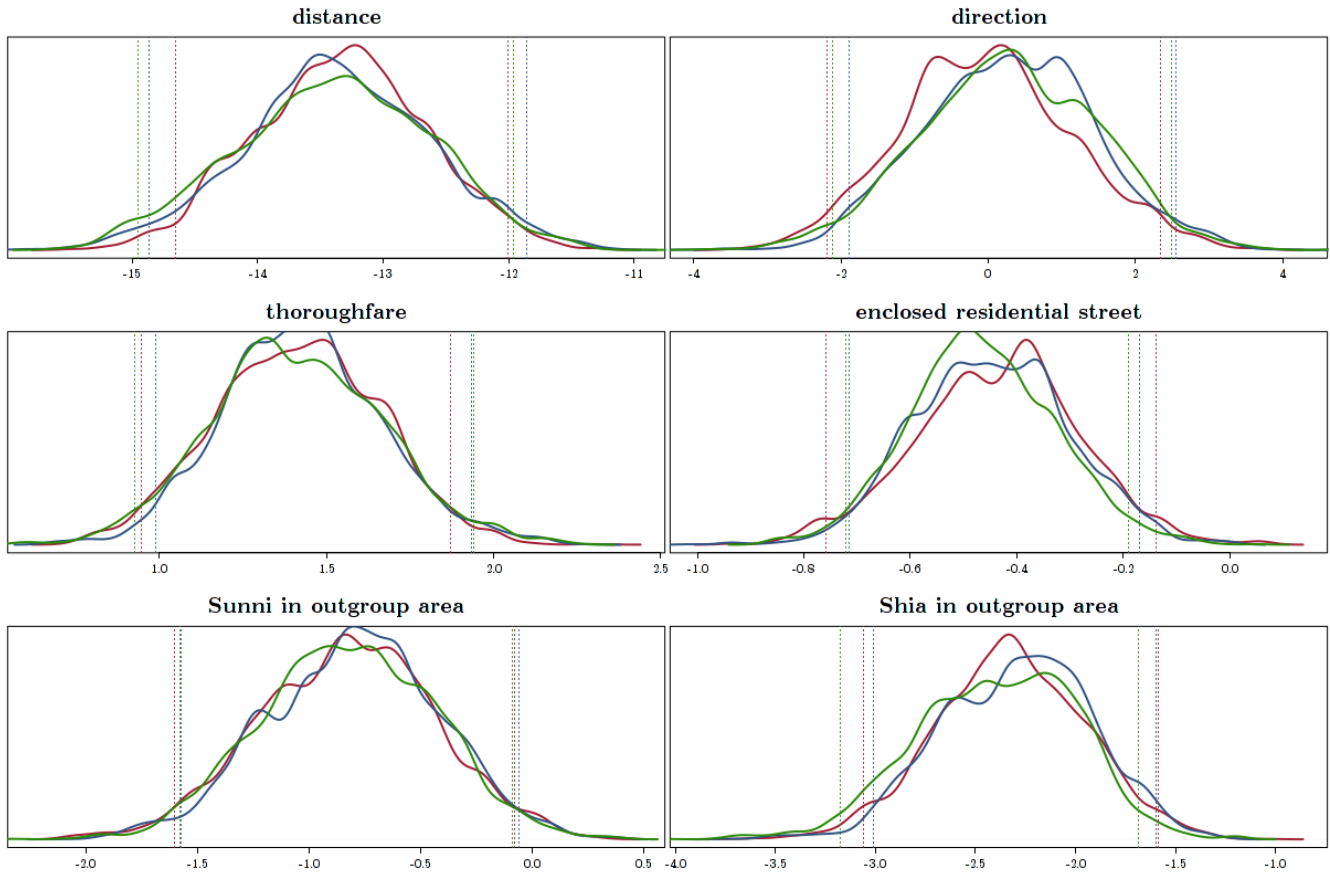 distance
direction
-15 -14 -13 -12 -11
-4 -2 0 2 4
thoroughfare
enclosed residential street
1.0 1.5 2.0 2.5
-1.0 -0.8 -0.6 -0.4 -0.2 0.0
Sunni in outgroup area
Shia in outgroup area
-2.0 -1.5 -1.0 -0.5 0.0 0.5
-4.0 -3.5 -3.0 -2.5 -2.0 -1.5 -1.0